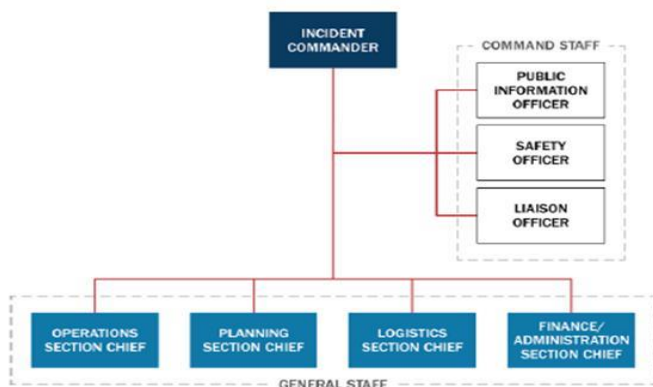 INCIDENT
COMMANDER
COMMAND STAFF
PUBLIC
INFORMATION
OFFICER
SAFETY
OFFICER
LIAISON
OFFICER
OPERATIONS
SECTION CHIEF
PLANNING
SECTION CHIEF
LOGISTICS
SECTION CHIEF
FINANCE/
ADMINISTRATION
SECTION CHIEF
GENERAL STAFF